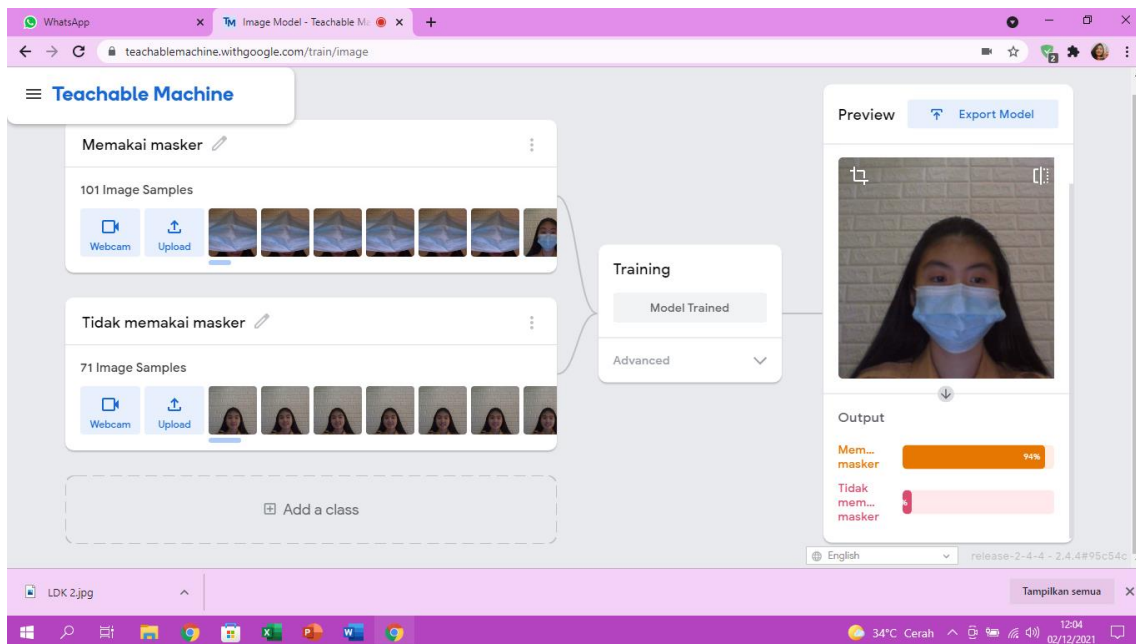 WhatsApp
Image Model - Teachable Ma
teachablemachine.withgoogle.com/train/image
2
Teachable Machine
Preview
Export Model
Memakai masker
101 Image Samples
Webcam
Upload
Training
Model Trained
Advanced
Tidak memakai masker
71 Image Samples
Webcam
Upload
Output
Mem...
masker
94%
Tidak
mem...
masker
%
Add a class
English
release-2-4-4 - 2.4.4#95c54c
LDK 2.jpg
Tampilkan semua
34°C Cerah
12:04
02/12/2021